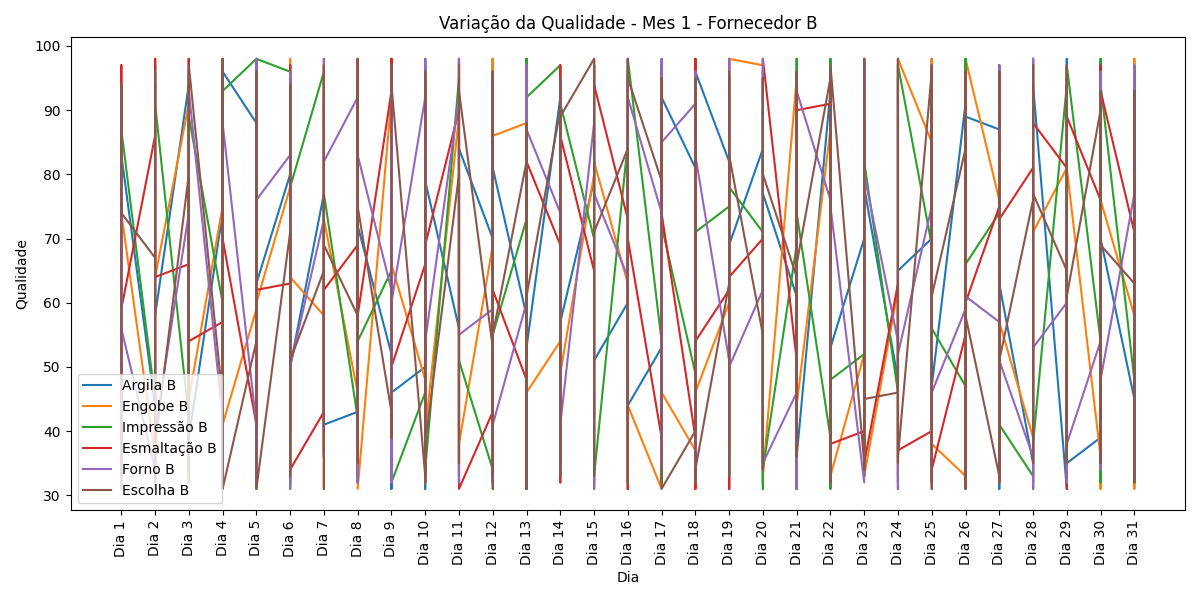 Variação da Qualidade - Mes 1 - Fornecedor B
Qualidade
100
90
80
70
60
50
40
30
Argila B
Engobe B
Impressão B
Esmaltação B
Forno B
Escolha B
Dia 1
Dia 2
Dia 3
Dia 4
Dia 5
Dia 6
Dia 7
Dia 8
Dia 9
Dia 10
Dia 11
Dia 12
Dia 13
Dia 14
Dia 15
Dia 16
Dia 17
Dia 18
Dia 19
Dia 20
Dia 21
Dia 22
Dia 23
Dia 24
Dia 25
Dia 26
Dia 27
Dia 28
Dia 29
Dia 30
Dia 31
Dia